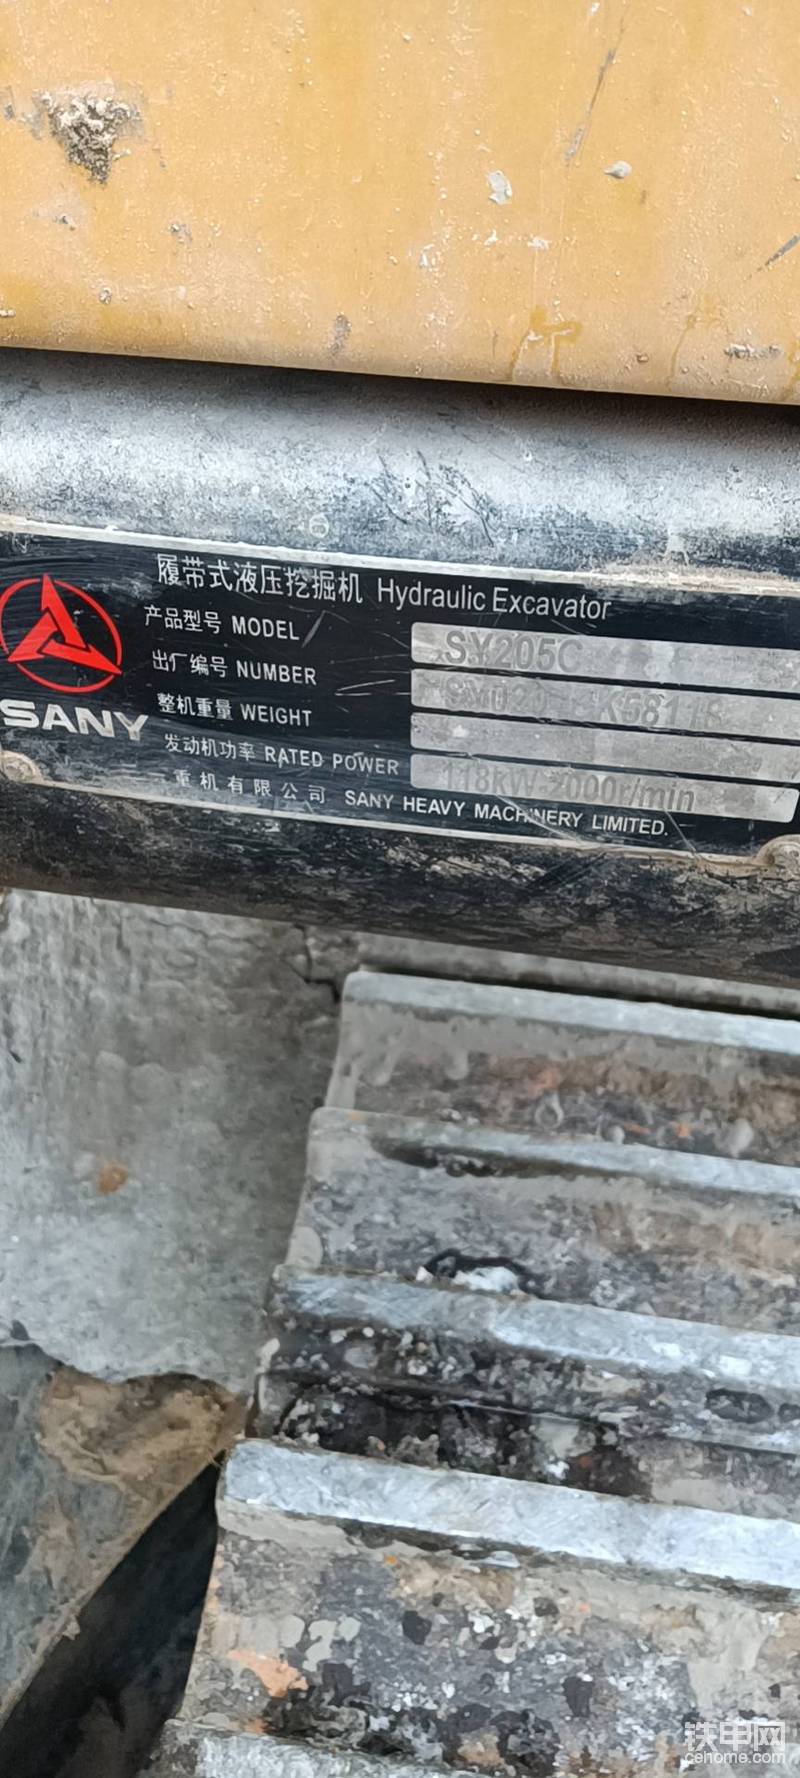 履带式液压挖掘机 Hydraulic Excavator
产品型号 MODEL SY205C
出厂编号 NUMBER
整机重量 WEIGHT
发动机功率 RATED POWER 118kW-2000r/min
重机有限公司 SANY HEAVY MACHINERY LIMITED.
SANY
铁甲网
cehome.com